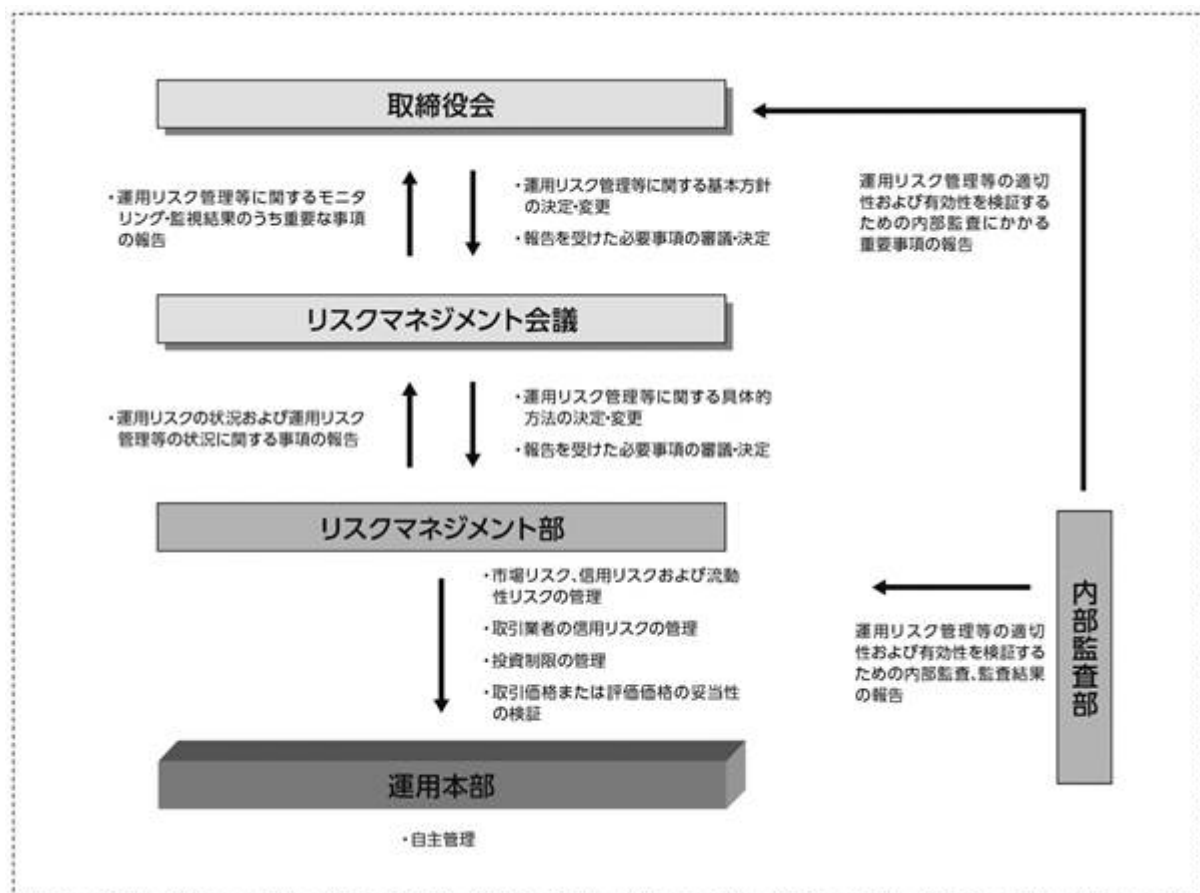 取締役会
・運用リスク管理等に関するモニタ
リング・監視結果のうち重要な事項
の報告
・運用リスク管理等に関する基本方針
の決定・変更
・報告を受けた必要事項の審議・決定
運用リスク管理等の適切
性および有効性を検証する
ための内部監査にかかる
重要事項の報告
リスクマネジメント会議
・運用リスクの状況および運用リスク
管理等の状況に関する事項の報告
・運用リスク管理等に関する具体的
方法の決定・変更
・報告を受けた必要事項の審議・決定
リスクマネジメント部
・市場リスク、信用リスクおよび流動
性リスクの管理
・取引業者の信用リスクの管理
・投資制限の管理
・取引価格または評価価格の妥当性
の検証
運用リスク管理等の適切
性および有効性を検証する
ための内部監査、監査結果
の報告
内部監査部
運用本部
・自主管理